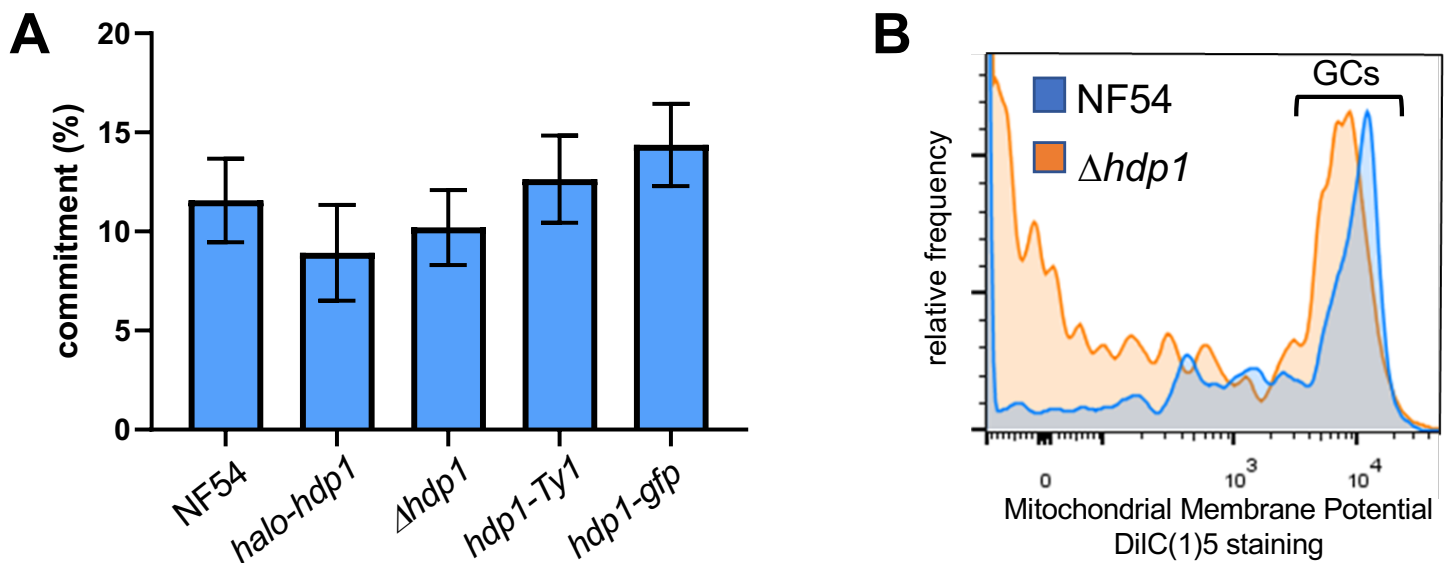 A
commitment (%)
20
15
10
5
0
NF54
halo-hdp1
Δhdp1
hdp1-Ty1
hdp1-gfp
B
GCs
NF54
Δhdp1
relative frequency
0
10³
10⁴
Mitochondrial Membrane Potential
DilC(1)5 staining